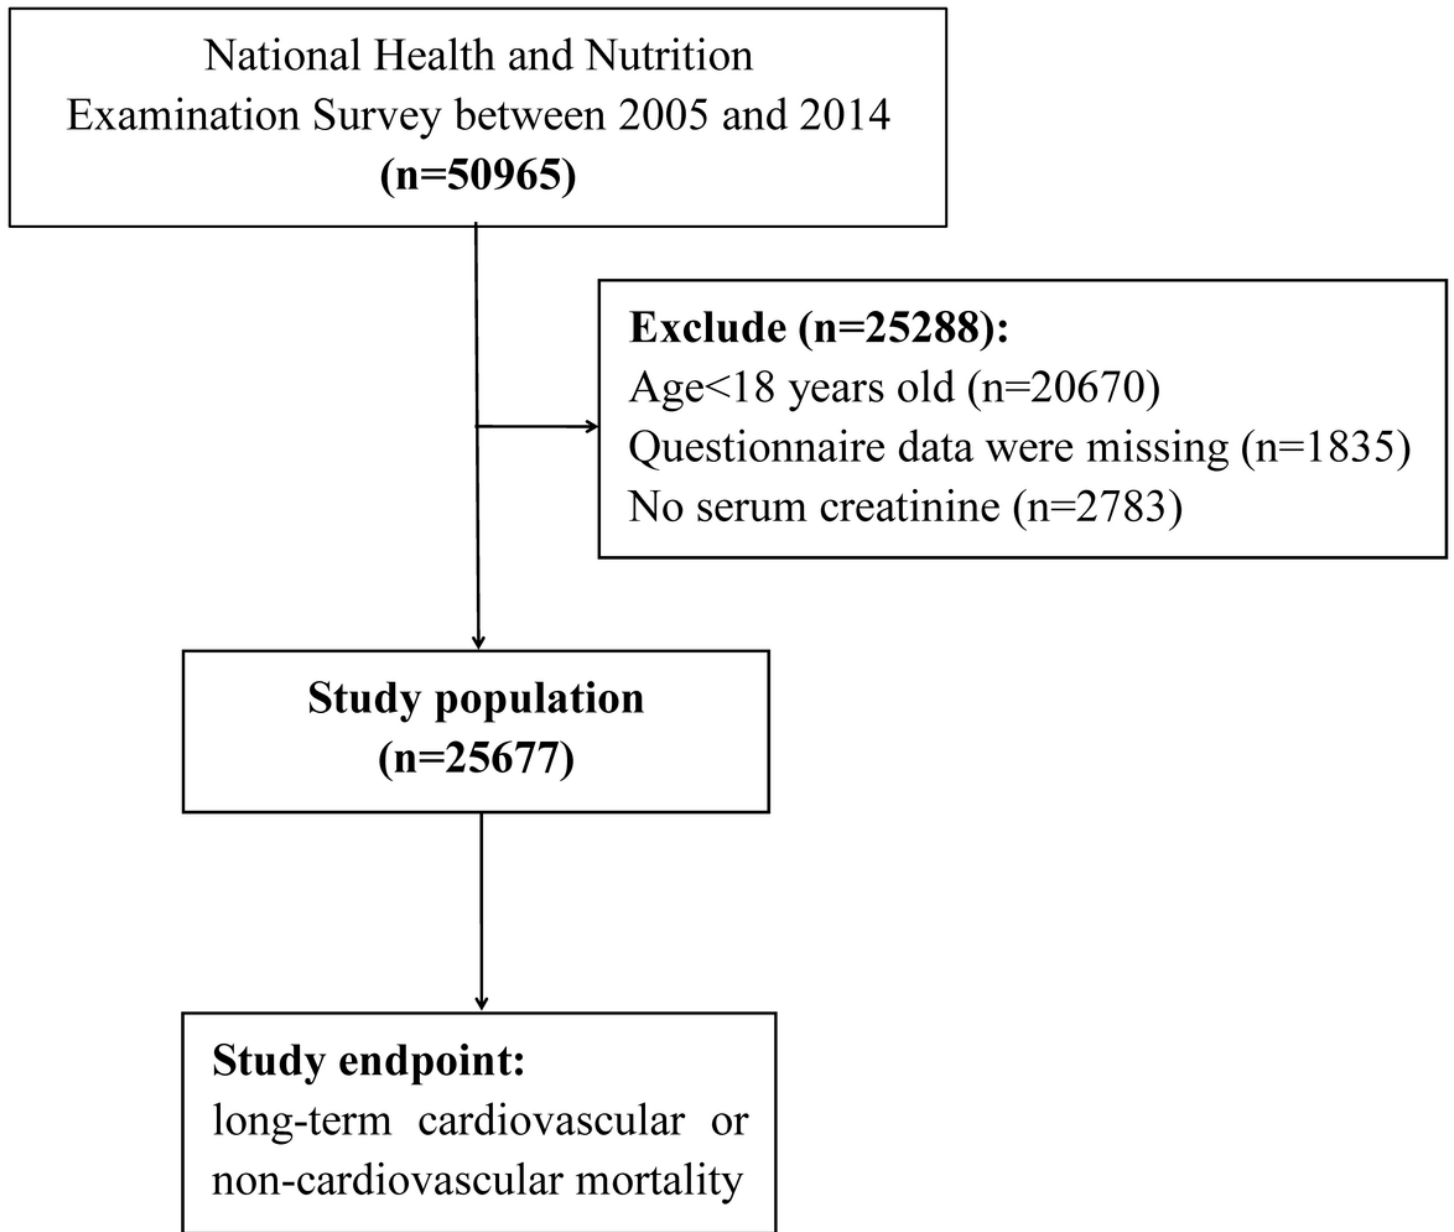 National Health and Nutrition
Examination Survey between 2005 and 2014
(n=50965)
Exclude (n=25288):
Age<18 years old (n=20670)
Questionnaire data were missing (n=1835)
No serum creatinine (n=2783)
Study population
(n=25677)
Study endpoint:
long-term cardiovascular or
non-cardiovascular mortality